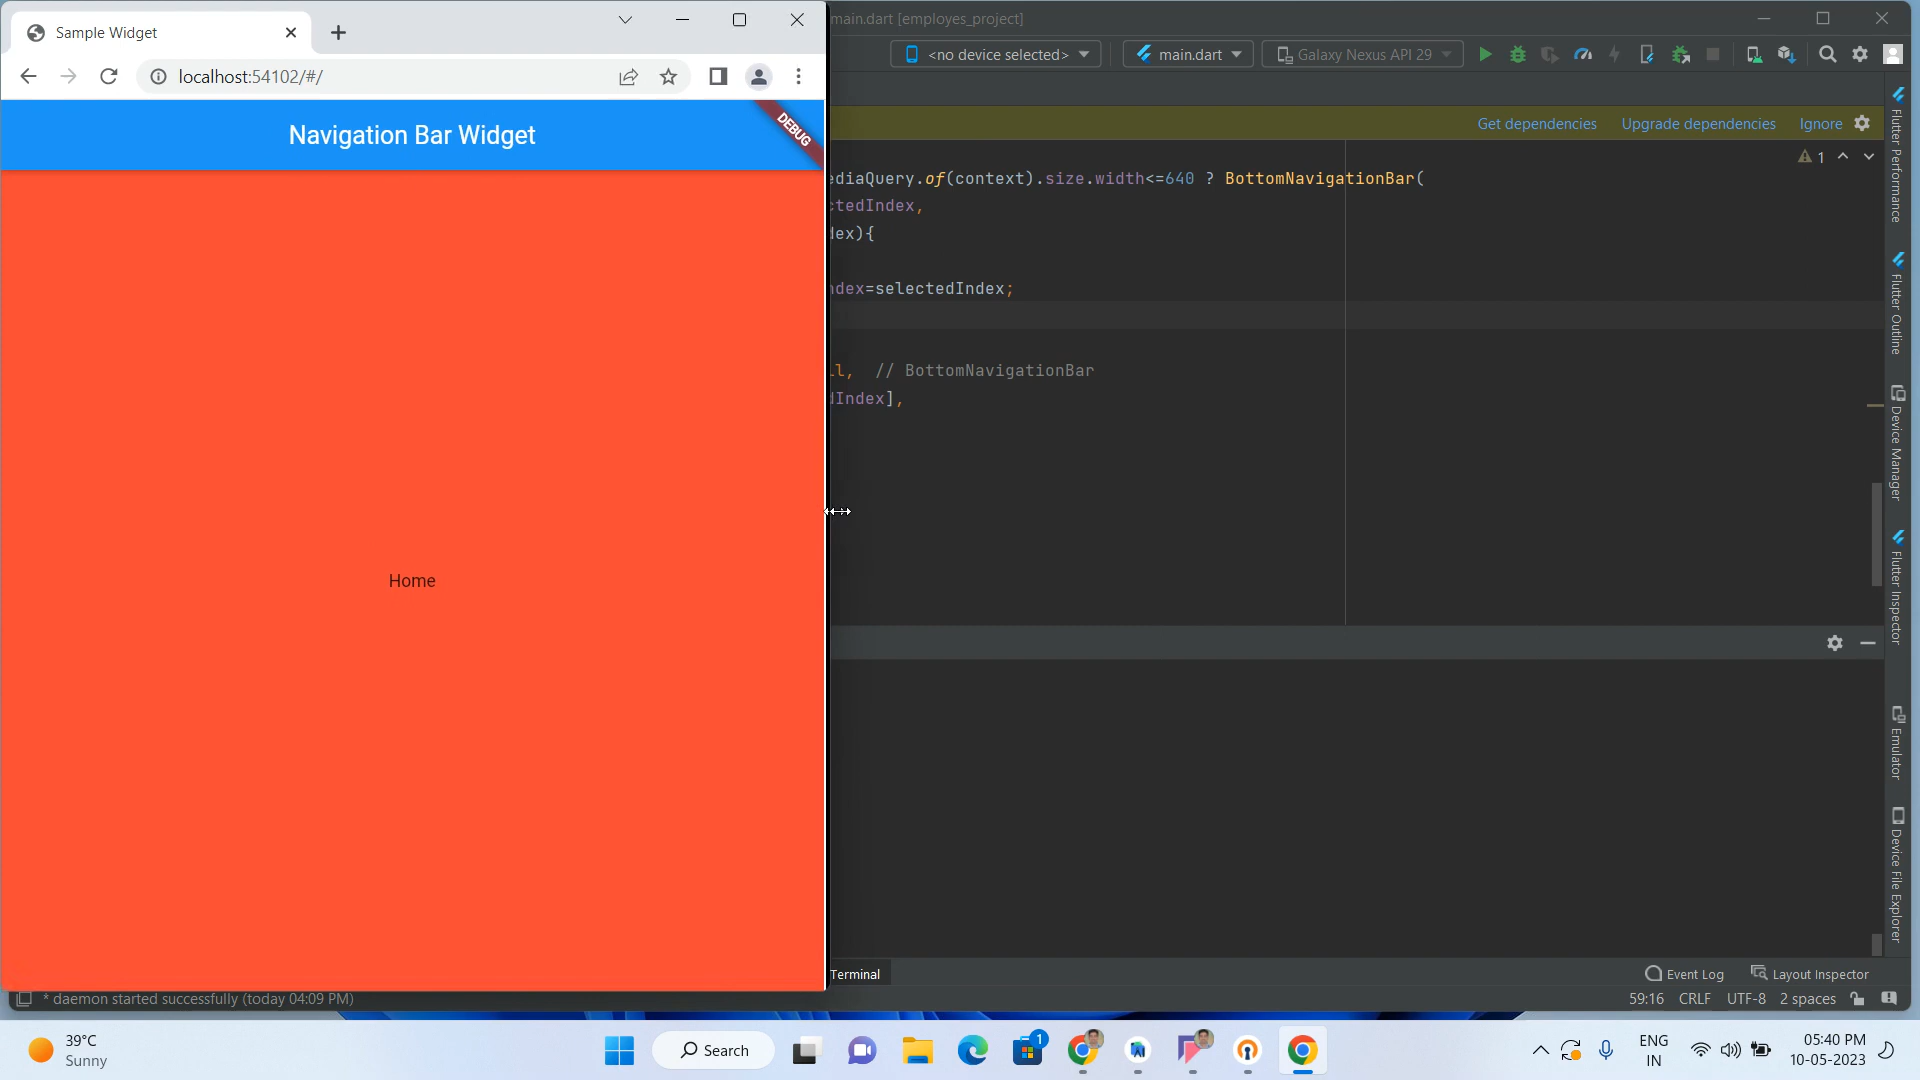 Sample Widget
main.dart [employes_project]
<no device selected>
main.dart
Galaxy Nexus API 29
localhost:54102/#/
Navigation Bar Widget
DEBUG
Get dependencies
Upgrade dependencies
Ignore
1
ediaQuery.of(context).size.width<=640 ? BottomNavigationBar(
ctedIndex,
dex){
ndex=selectedIndex;
ll,  // BottomNavigationBar
dIndex],
Home
Flutter Performance
Flutter Outline
Device Manager
Flutter Inspector
Emulator
Device File Explorer
Terminal
Event Log
Layout Inspector
* daemon started successfully (today 04:09 PM)
59:16
CRLF
UTF-8
2 spaces
39°C
Sunny
Search
1
ENG
IN
05:40 PM
10-05-2023